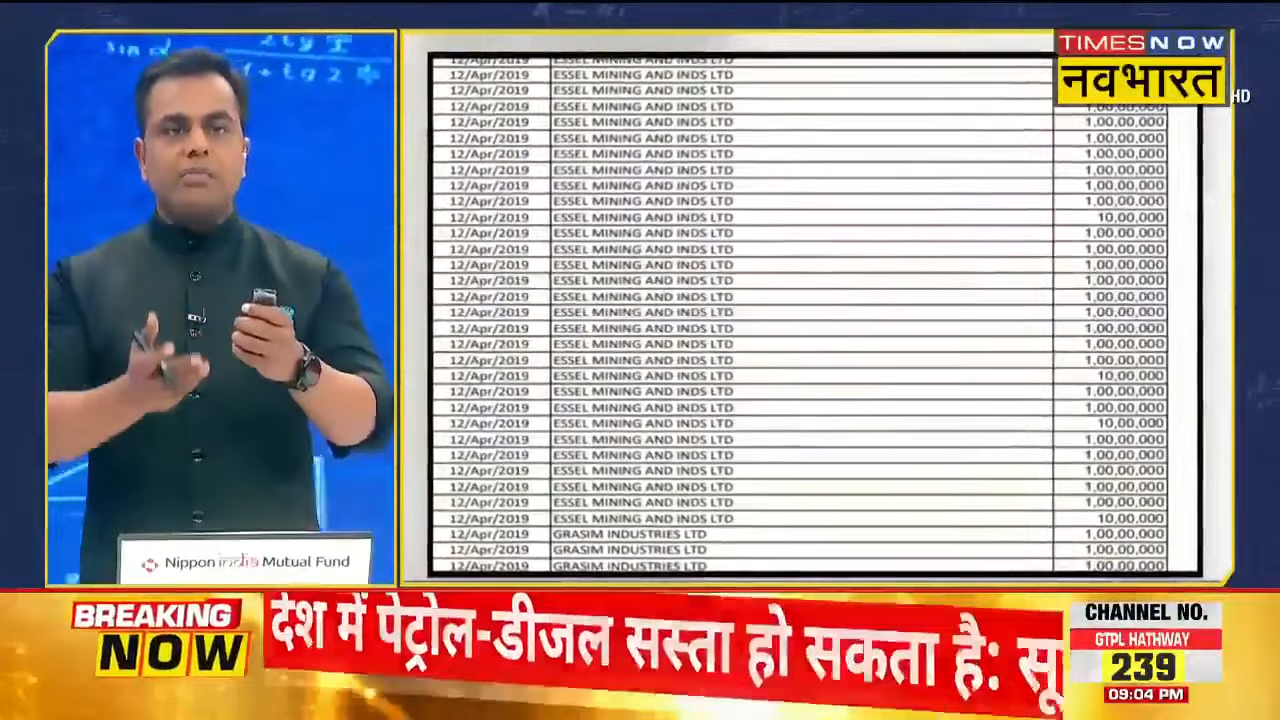 sin α 2tg
TIMES NOW
नवभारत
HD
12/Apr/2019 ESSEL MINING AND INDS LTD
12/Apr/2019 ESSEL MINING AND INDS LTD
12/Apr/2019 ESSEL MINING AND INDS LTD
12/Apr/2019 ESSEL MINING AND INDS LTD 1,00,00,000
12/Apr/2019 ESSEL MINING AND INDS LTD 1,00,00,000
12/Apr/2019 ESSEL MINING AND INDS LTD 1,00,00,000
12/Apr/2019 ESSEL MINING AND INDS LTD 1,00,00,000
12/Apr/2019 ESSEL MINING AND INDS LTD 1,00,00,000
12/Apr/2019 ESSEL MINING AND INDS LTD 1,00,00,000
12/Apr/2019 ESSEL MINING AND INDS LTD 1,00,00,000
12/Apr/2019 ESSEL MINING AND INDS LTD 10,00,000
12/Apr/2019 ESSEL MINING AND INDS LTD 1,00,00,000
12/Apr/2019 ESSEL MINING AND INDS LTD 1,00,00,000
12/Apr/2019 ESSEL MINING AND INDS LTD 1,00,00,000
12/Apr/2019 ESSEL MINING AND INDS LTD 1,00,00,000
12/Apr/2019 ESSEL MINING AND INDS LTD 1,00,00,000
12/Apr/2019 ESSEL MINING AND INDS LTD 1,00,00,000
12/Apr/2019 ESSEL MINING AND INDS LTD 1,00,00,000
12/Apr/2019 ESSEL MINING AND INDS LTD 1,00,00,000
12/Apr/2019 ESSEL MINING AND INDS LTD 1,00,00,000
12/Apr/2019 ESSEL MINING AND INDS LTD 10,00,000
12/Apr/2019 ESSEL MINING AND INDS LTD 1,00,00,000
12/Apr/2019 ESSEL MINING AND INDS LTD 1,00,00,000
12/Apr/2019 ESSEL MINING AND INDS LTD 10,00,000
12/Apr/2019 ESSEL MINING AND INDS LTD 1,00,00,000
12/Apr/2019 ESSEL MINING AND INDS LTD 1,00,00,000
12/Apr/2019 ESSEL MINING AND INDS LTD 1,00,00,000
12/Apr/2019 ESSEL MINING AND INDS LTD 1,00,00,000
12/Apr/2019 ESSEL MINING AND INDS LTD 1,00,00,000
12/Apr/2019 ESSEL MINING AND INDS LTD 10,00,000
12/Apr/2019 GRASIM INDUSTRIES LTD 1,00,00,000
12/Apr/2019 GRASIM INDUSTRIES LTD 1,00,00,000
12/Apr/2019 GRASIM INDUSTRIES LTD 1,00,00,000
Nippon india Mutual Fund
BREAKING
NOW
देश में पेट्रोल-डीजल सस्ता हो सकता है: सू
CHANNEL NO.
GTPL HATHWAY
239
09:04 PM